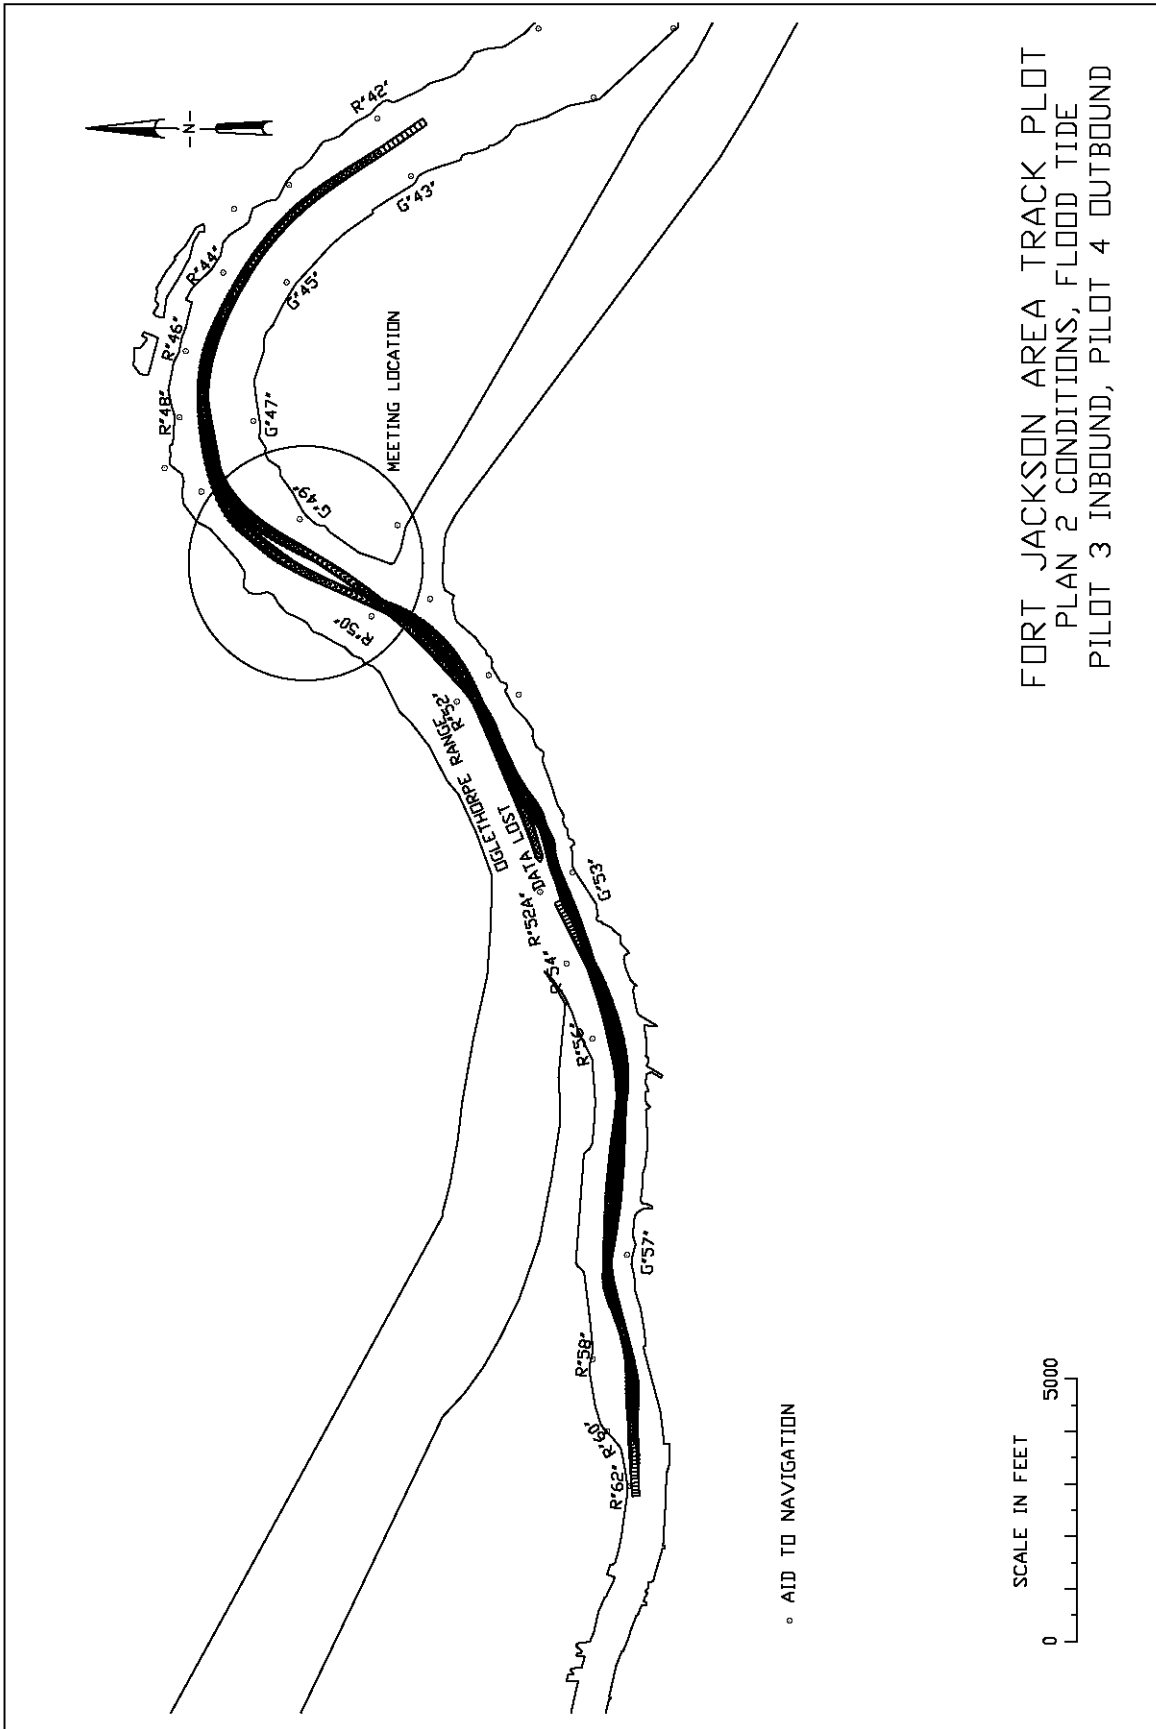 FORT JACKSON AREA TRACK PLOT
PLAN 2 CONDITIONS, FLOOD TIDE
PILOT 3 INBOUND, PILOT 4 OUTBOUND
-N-
R"42"
G"43"
R"44"
G"45"
R"46"
R"48"
G"47"
MEETING LOCATION
G"49"
R"50"
R"52"
OGLETHORPE RANGE
DATA LOST
R"52A"
G"53"
R"54"
R"56"
G"57"
R"58"
R"60"
R"62"
AID TO NAVIGATION
SCALE IN FEET
0 5000